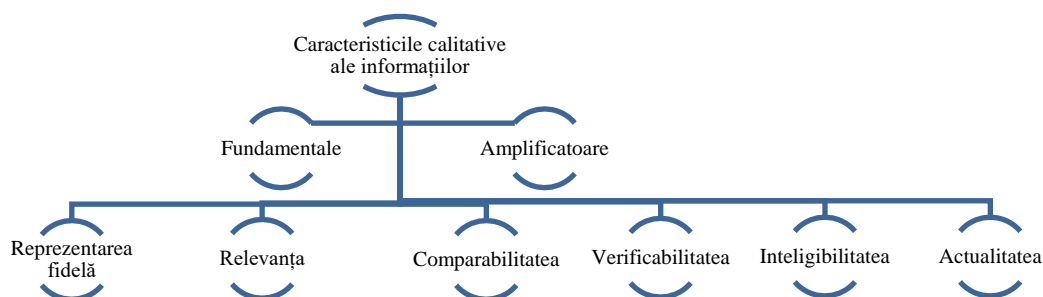 Caracteristicile calitative
ale informațiilor
Fundamentale
Amplificatoare
Reprezentarea
fidelă
Relevanța
Comparabilitatea
Verificabilitatea
Inteligibilitatea
Actualitatea